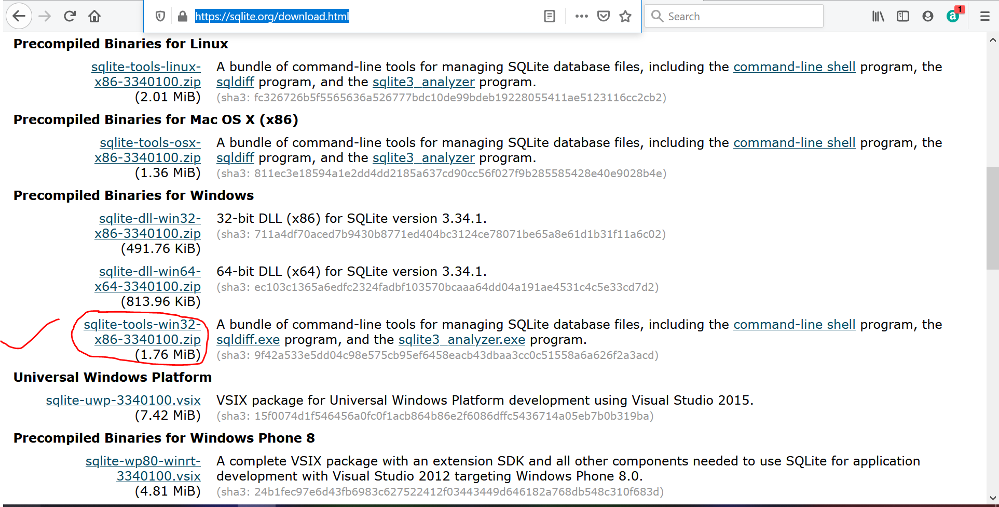 https://sqlite.org/download.html
Search
a
1
Precompiled Binaries for Linux
sqlite-tools-linux-
x86-3340100.zip
(2.01 MiB)
A bundle of command-line tools for managing SQLite database files, including the command-line shell program, the
sqldiff program, and the sqlite3_analyzer program.
(sha3: fc326726b5f5565636a526777bdc10de99bdeb19228055411ae5123116cc2cb2)
Precompiled Binaries for Mac OS X (x86)
sqlite-tools-osx-
x86-3340100.zip
(1.36 MiB)
A bundle of command-line tools for managing SQLite database files, including the command-line shell program, the
sqldiff program, and the sqlite3_analyzer program.
(sha3: 811ec3e18594a1e2dd4dd2185a637cd90cc56f027f9b285585428e40e9028b4e)
Precompiled Binaries for Windows
sqlite-dll-win32-
x86-3340100.zip
(491.76 KiB)
32-bit DLL (x86) for SQLite version 3.34.1.
(sha3: 711a4df70aced7b9430b8771ed404bc3124ce78071be65a8e61d1b31f11a6c02)
sqlite-dll-win64-
x64-3340100.zip
(813.96 KiB)
64-bit DLL (x64) for SQLite version 3.34.1.
(sha3: ec103c1365a6edfc2324fadbf103570bcaaa64dd04a191ae4531c4c5e33cd7d2)
sqlite-tools-win32-
x86-3340100.zip
(1.76 MiB)
A bundle of command-line tools for managing SQLite database files, including the command-line shell program, the
sqldiff.exe program, and the sqlite3_analyzer.exe program.
(sha3: 9f42a533e5dd04c98e575cb95ef6458eacb43dbaa3cc0c51558a6a626f2a3acd)
Universal Windows Platform
sqlite-uwp-3340100.vsix
(7.42 MiB)
VSIX package for Universal Windows Platform development using Visual Studio 2015.
(sha3: 15f0074d1f546456a0fc0f1acb864b86e2f6086dffc5436714a05eb7b0b319ba)
Precompiled Binaries for Windows Phone 8
sqlite-wp80-winrt-
3340100.vsix
(4.81 MiB)
A complete VSIX package with an extension SDK and all other components needed to use SQLite for application
development with Visual Studio 2012 targeting Windows Phone 8.0.
(sha3: 24b1fec97e6d43fb6983c627522412f03443449d646182a768db548c310f683d)